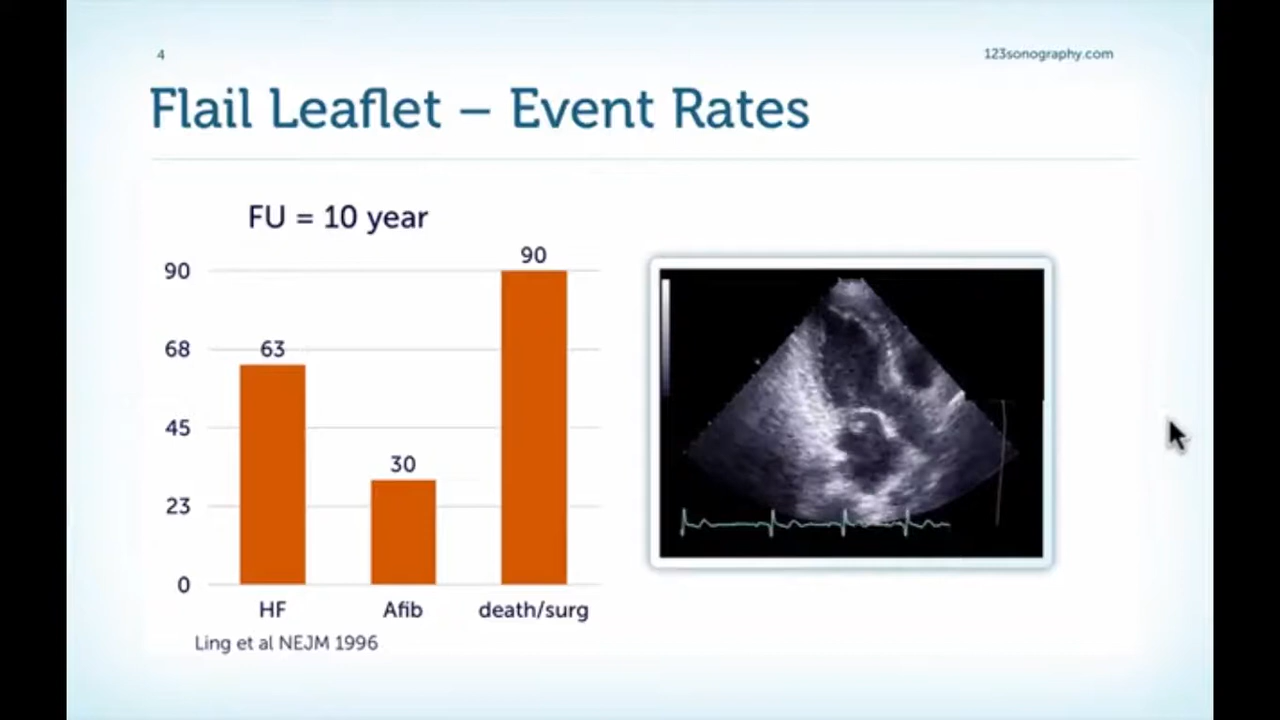 4
123sonography.com
Flail Leaflet – Event Rates
FU = 10 year
90
90
68
63
45
30
23
0
HF
Afib
death/surg
Ling et al NEJM 1996